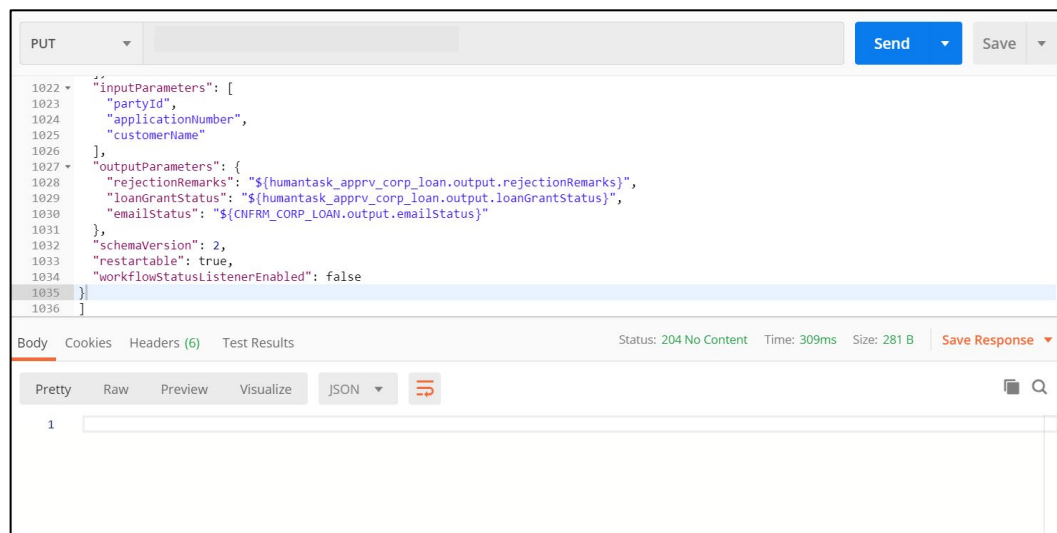 PUT Send Save
],
1022 "inputParameters": [
1023 "partyId",
1024 "applicationNumber",
1025 "customerName"
1026 ],
1027 "outputParameters": {
1028 "rejectionRemarks": "${humantask_apprv_corp_loan.output.rejectionRemarks}",
1029 "loanGrantStatus": "${humantask_apprv_corp_loan.output.loanGrantStatus}",
1030 "emailStatus": "${CNFRM_CORP_LOAN.output.emailStatus}"
1031 },
1032 "schemaVersion": 2,
1033 "restartable": true,
1034 "workflowStatusListenerEnabled": false
1035 }
1036 ]
Body Cookies Headers (6) Test Results Status: 204 No Content Time: 309ms Size: 281 B Save Response
Pretty Raw Preview Visualize JSON
1